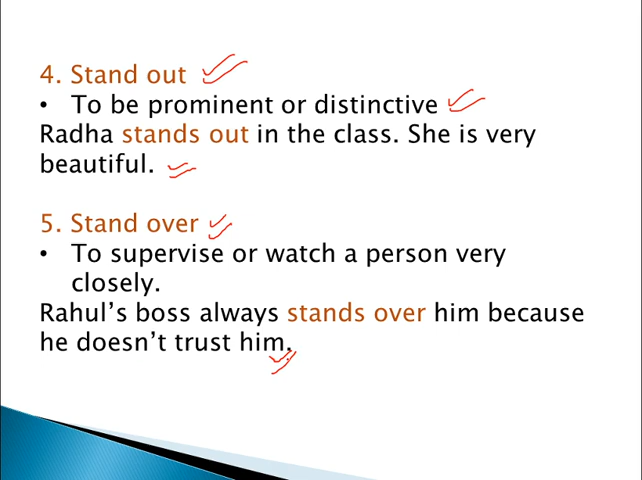 4. Stand out
• To be prominent or distinctive
Radha stands out in the class. She is very
beautiful.
5. Stand over
• To supervise or watch a person very
closely.
Rahul’s boss always stands over him because
he doesn’t trust him.